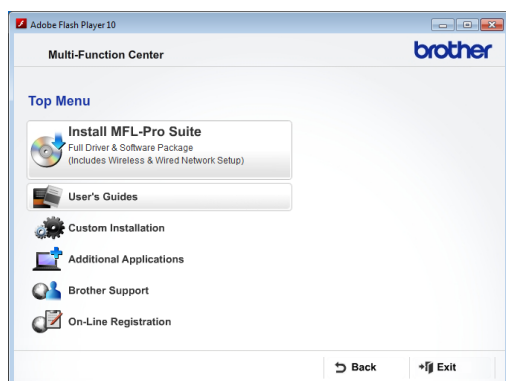 Adobe Flash Player 10
Multi-Function Center
brother
Top Menu
Install MFL-Pro Suite
Full Driver & Software Package
(Includes Wireless & Wired Network Setup)
User's Guides
Custom Installation
Additional Applications
Brother Support
On-Line Registration
Back
Exit